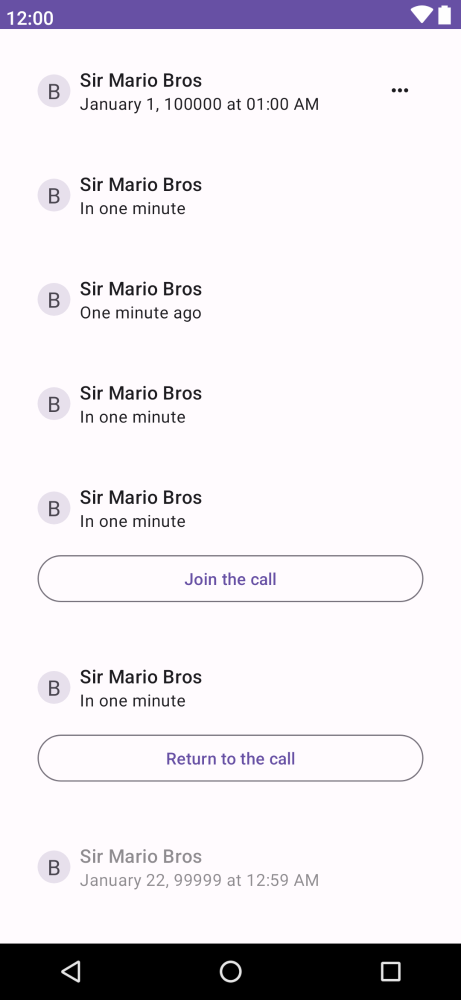 12:00
B
Sir Mario Bros
January 1, 100000 at 01:00 AM
B
Sir Mario Bros
In one minute
B
Sir Mario Bros
One minute ago
B
Sir Mario Bros
In one minute
B
Sir Mario Bros
In one minute
Join the call
B
Sir Mario Bros
In one minute
Return to the call
B
Sir Mario Bros
January 22, 99999 at 12:59 AM